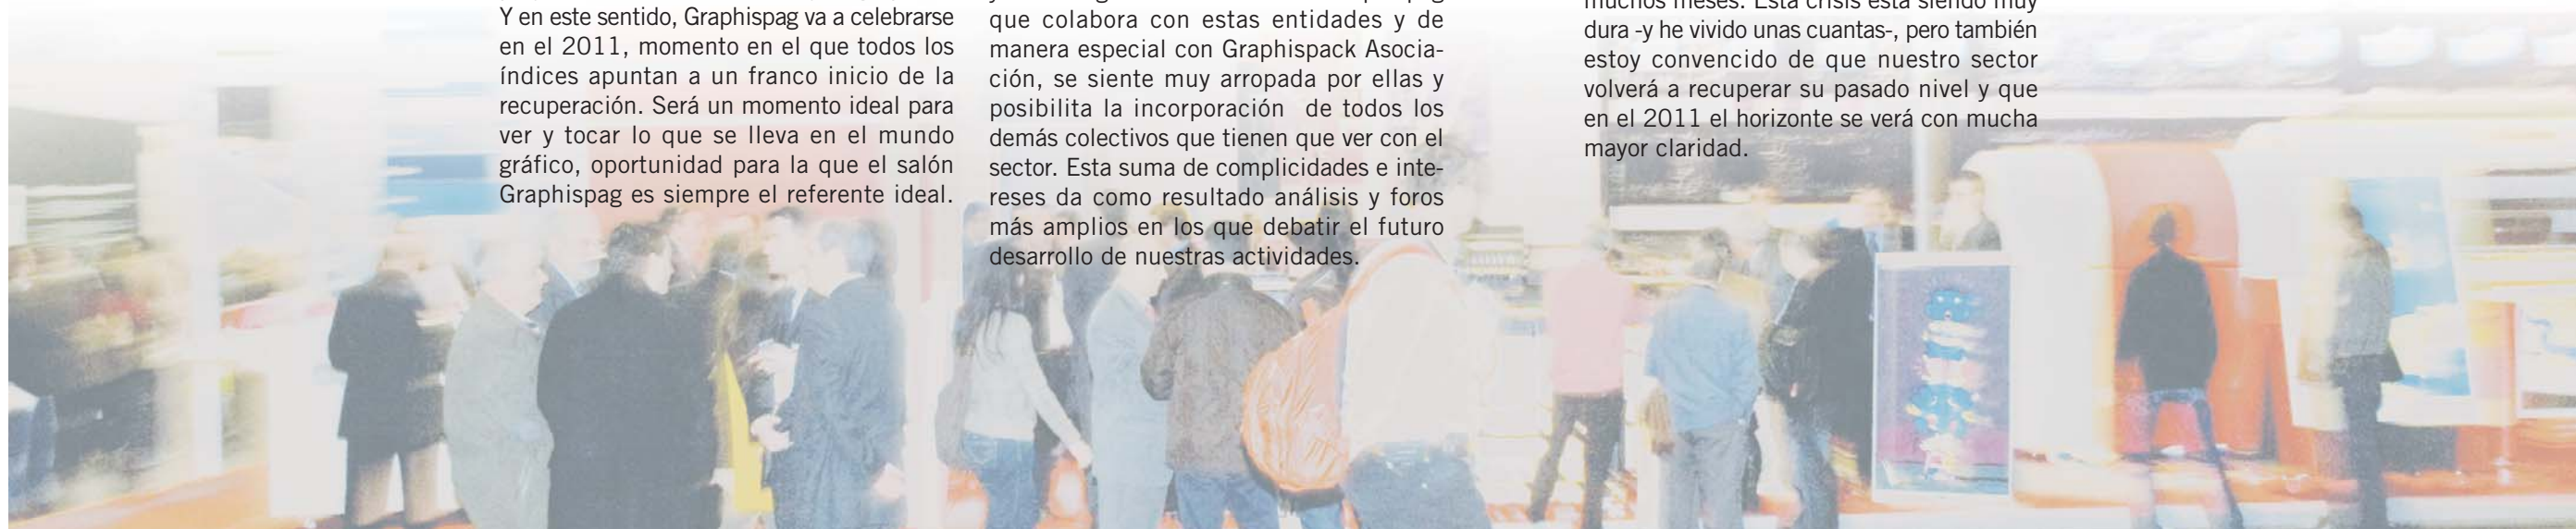 Y en este sentido, Graphispag va a celebrarse
en el 2011, momento en el que todos los
índices apuntan a un franco inicio de la
recuperación. Será un momento ideal para
ver y tocar lo que se lleva en el mundo
gráfico, oportunidad para la que el salón
Graphispag es siempre el referente ideal.
que colabora con estas entidades y de
manera especial con Graphispack Asocia-
ción, se siente muy arropada por ellas y
posibilita la incorporación de todos los
demás colectivos que tienen que ver con el
sector. Esta suma de complicidades e inte-
reses da como resultado análisis y foros
más amplios en los que debatir el futuro
desarrollo de nuestras actividades.
muchos meses. Esta crisis está siendo muy
dura -y he vivido unas cuantas-, pero también
estoy convencido de que nuestro sector
volverá a recuperar su pasado nivel y que
en el 2011 el horizonte se verá con mucha
mayor claridad.